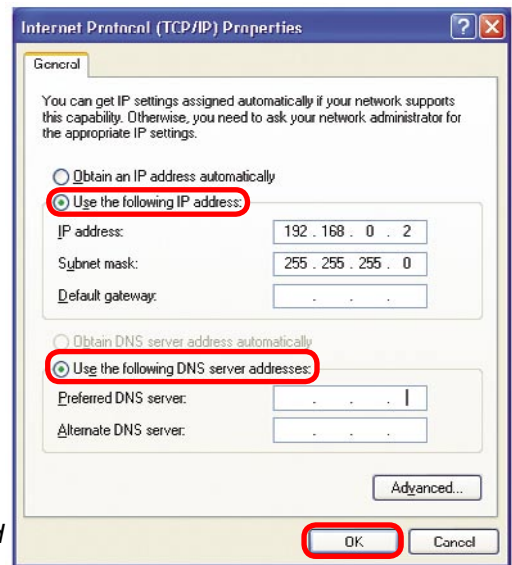 Internet Protocol (TCP/IP) Properties
General
You can get IP settings assigned automatically if your network supports
this capability. Otherwise, you need to ask your network administrator for
the appropriate IP settings.
Obtain an IP address automatically
Use the following IP address:
IP address: 192 . 168 . 0 . 2
Subnet mask: 255 . 255 . 255 . 0
Default gateway: . . .
Obtain DNS server address automatically
Use the following DNS server addresses:
Preferred DNS server: . . .
Alternate DNS server: . . .
Advanced...
OK Cancel